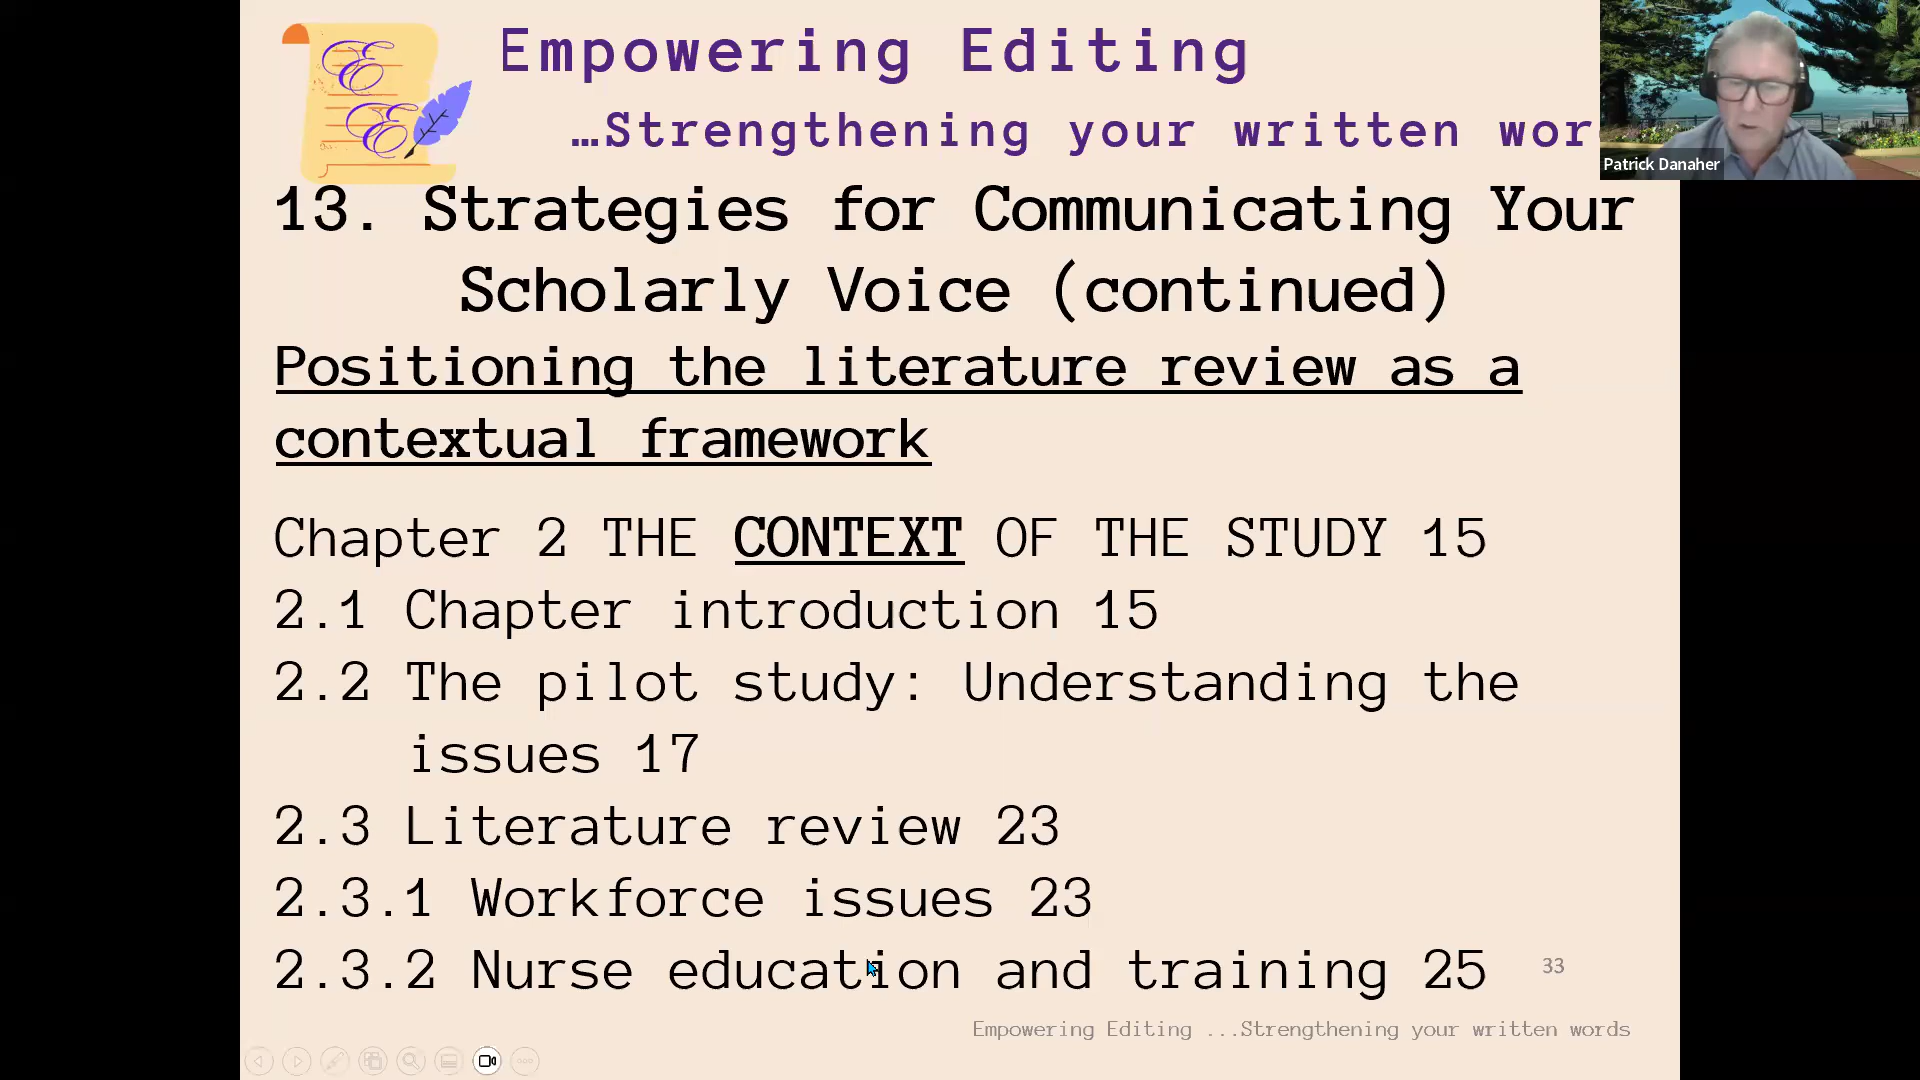 EE
Empowering Editing
…Strengthening your written wor
Patrick Danaher
13. Strategies for Communicating Your
Scholarly Voice (continued)
Positioning the literature review as a
contextual framework
Chapter 2 THE CONTEXT OF THE STUDY 15
2.1 Chapter introduction 15
2.2 The pilot study: Understanding the
issues 17
2.3 Literature review 23
2.3.1 Workforce issues 23
2.3.2 Nurse education and training 25
33
Empowering Editing ...Strengthening your written words